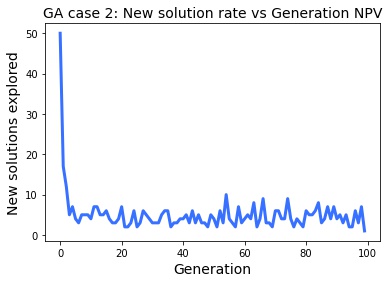 GA case 2: New solution rate vs Generation NPV
New solutions explored
50
40
30
20
10
0
0 20 40 60 80 100
Generation